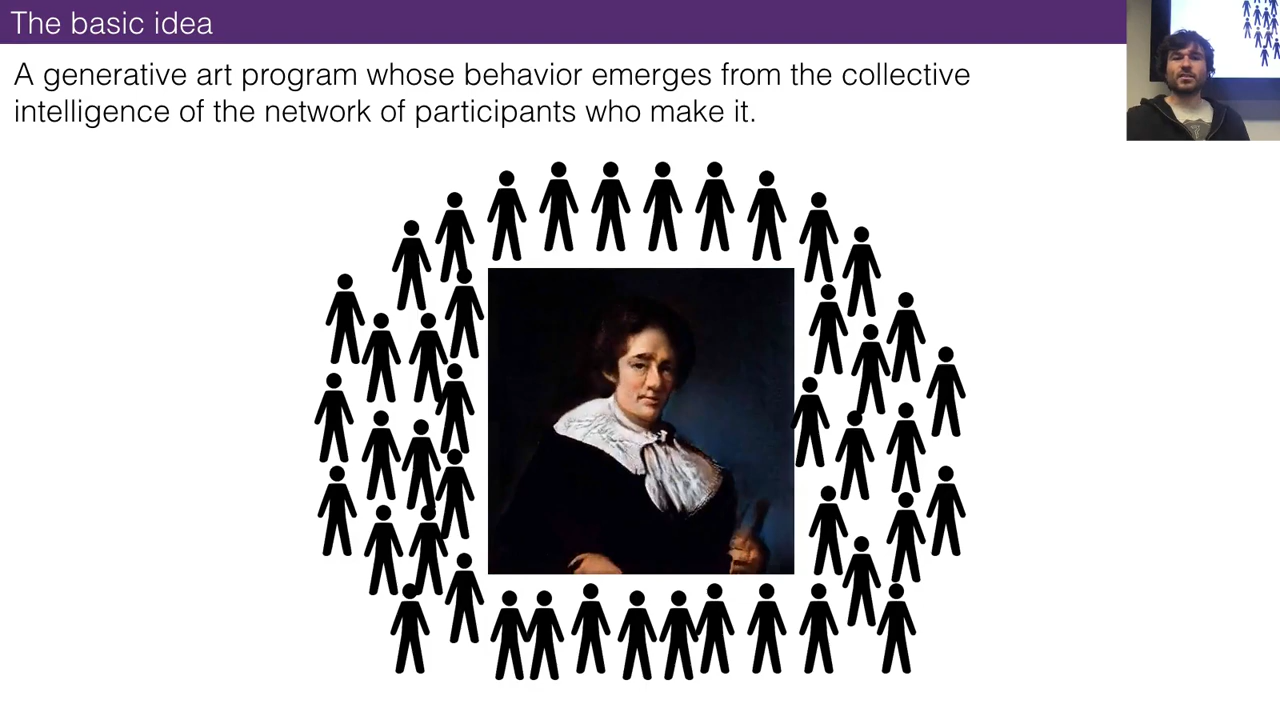 The basic idea
A generative art program whose behavior emerges from the collective
intelligence of the network of participants who make it.